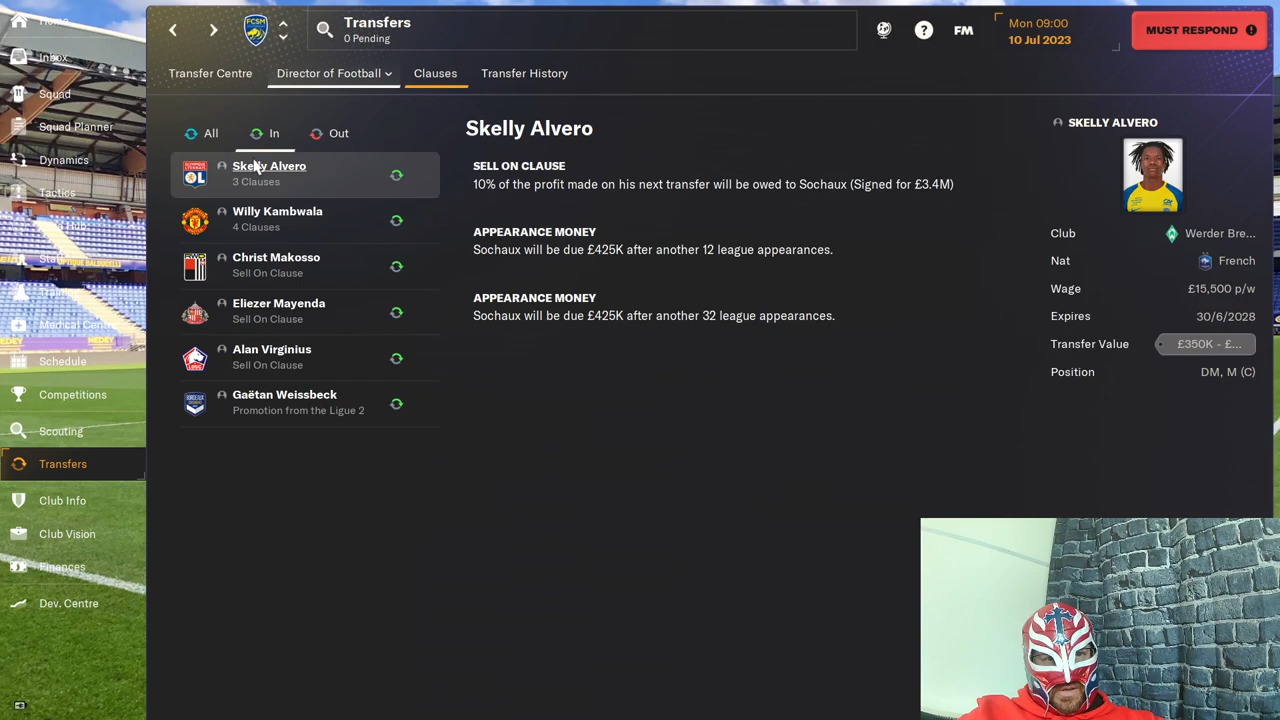 Home
Inbox
Squad
Squad Planner
Dynamics
Tactics
Medical Centre
Schedule
Competitions
Scouting
Transfers
Club Info
Club Vision
Finances
Dev. Centre
FCSM
Transfers
0 Pending
?
FM
Mon 09:00
10 Jul 2023
MUST RESPOND
Transfer Centre
Director of Football
Clauses
Transfer History
All
In
Out
Skelly Alvero
3 Clauses
Willy Kambwala
4 Clauses
Christ Makosso
Sell On Clause
Eliezer Mayenda
Sell On Clause
Alan Virginius
Sell On Clause
Gaëtan Weissbeck
Promotion from the Ligue 2
Skelly Alvero
SELL ON CLAUSE
10% of the profit made on his next transfer will be owed to Sochaux (Signed for £3.4M)
APPEARANCE MONEY
Sochaux will be due £425K after another 12 league appearances.
APPEARANCE MONEY
Sochaux will be due £425K after another 32 league appearances.
SKELLY ALVERO
Club Werder Bre...
Nat French
Wage £15,500 p/w
Expires 30/6/2028
Transfer Value £350K - £...
Position DM, M (C)